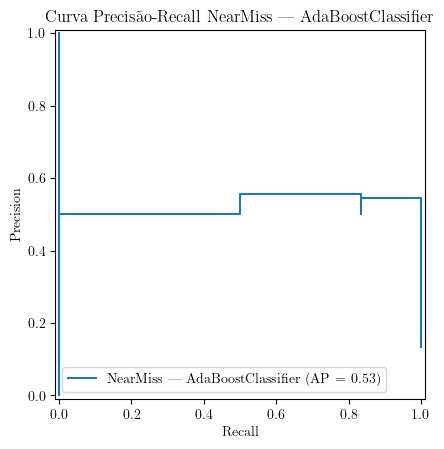 Curva Precisão-Recall NearMiss — AdaBoostClassifier
1.0
0.8
0.6
0.4
0.2
0.0
Precision
NearMiss — AdaBoostClassifier (AP = 0.53)
0.0 0.2 0.4 0.6 0.8 1.0
Recall